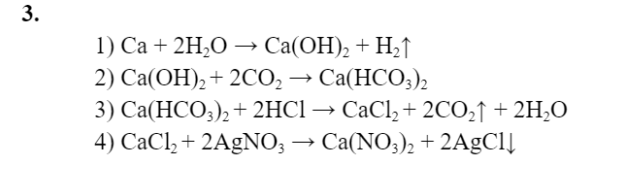 3.
1) Ca + 2H₂O → Ca(OH)₂ + H₂↑
2) Ca(OH)₂ + 2CO₂ → Ca(HCO₃)₂
3) Ca(HCO₃)₂ + 2HCl → CaCl₂ + 2CO₂↑ + 2H₂O
4) CaCl₂ + 2AgNO₃ → Ca(NO₃)₂ + 2AgCl↓